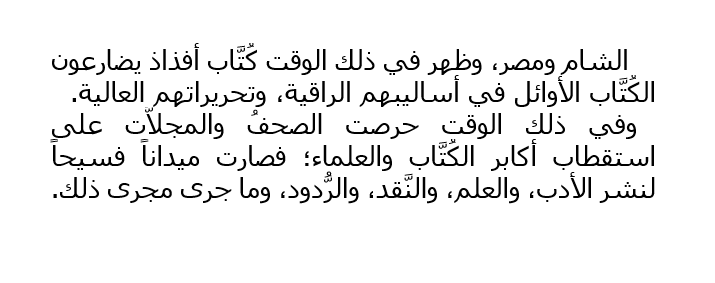 الشام ومصر، وظهر في ذلك الوقت كُتَّاب أفذاذ يضارعون
الكُتَّاب الأوائل في أساليبهم الراقية، وتحريراتهم العالية.
وفي ذلك الوقت حرصت الصحفُ والمجلاَّت على
استقطاب أكابر الكُتَّاب والعلماء؛ فصارت ميداناً فسيحاً
لنشر الأدب، والعلم، والنَّقد، والرُّدود، وما جرى مجرى ذلك.